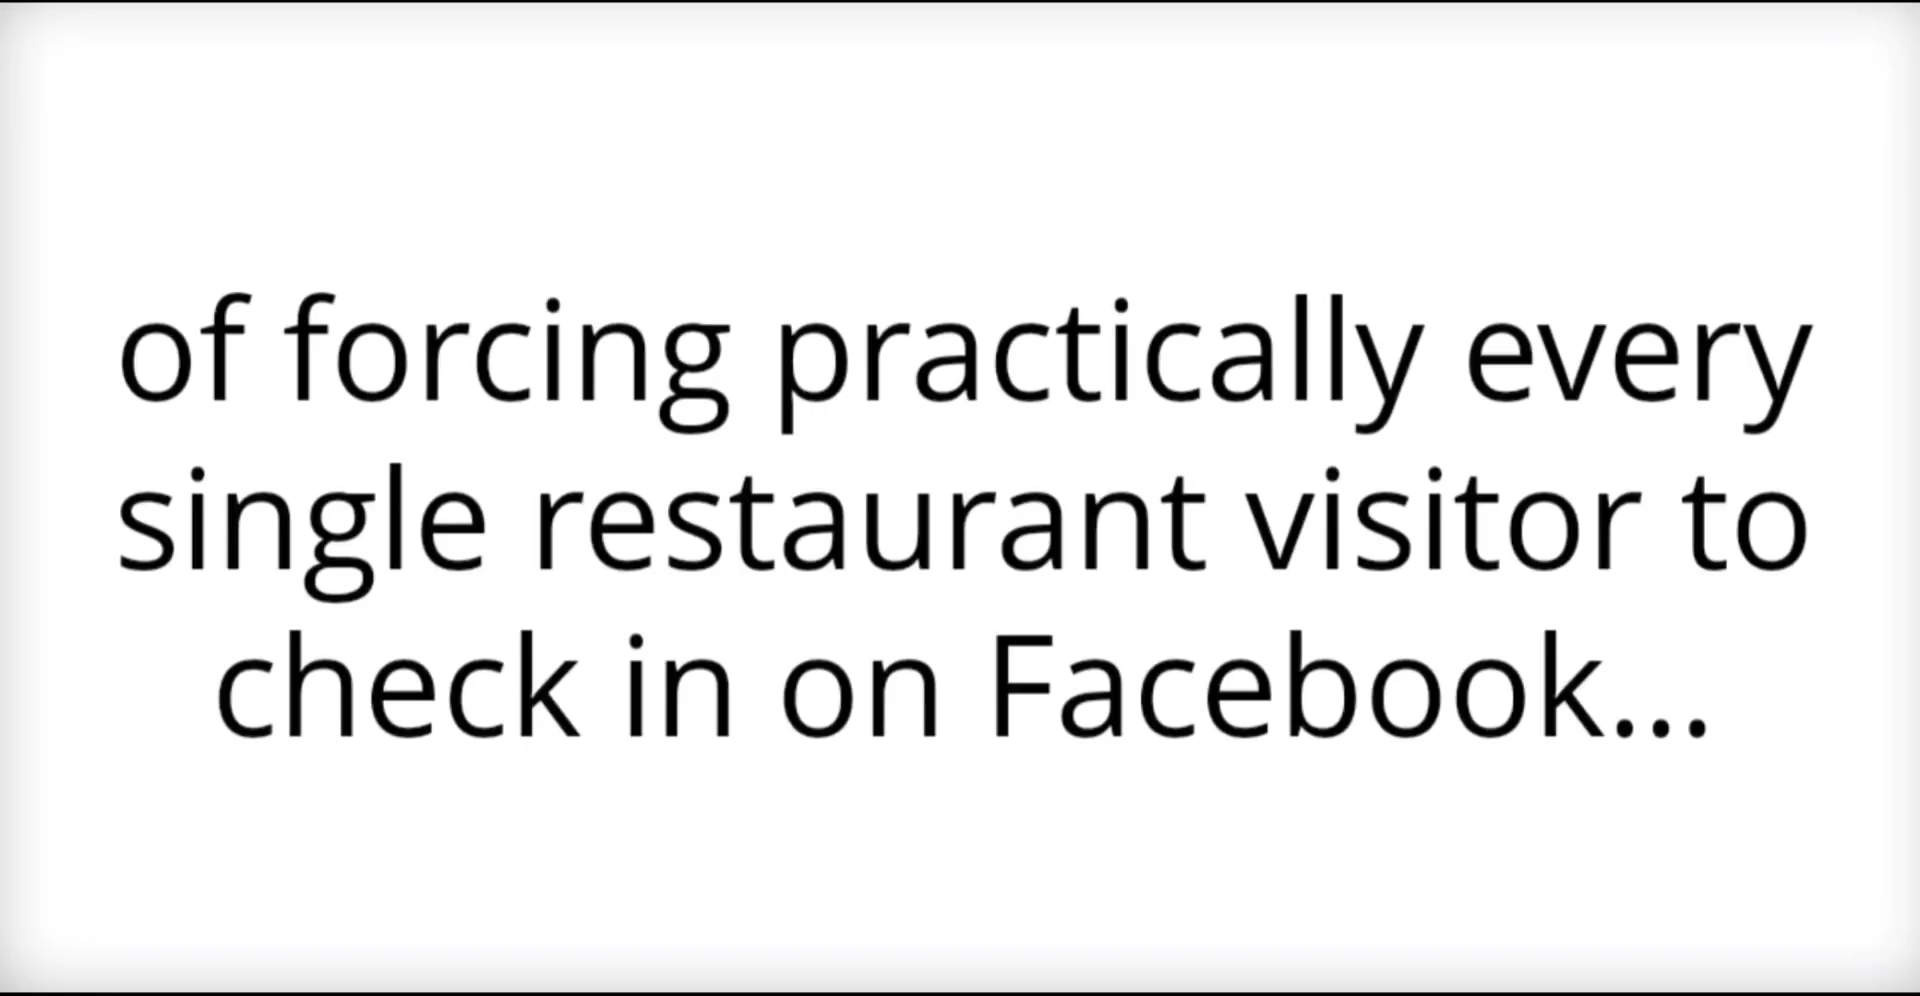 of forcing practically every
single restaurant visitor to
check in on Facebook...